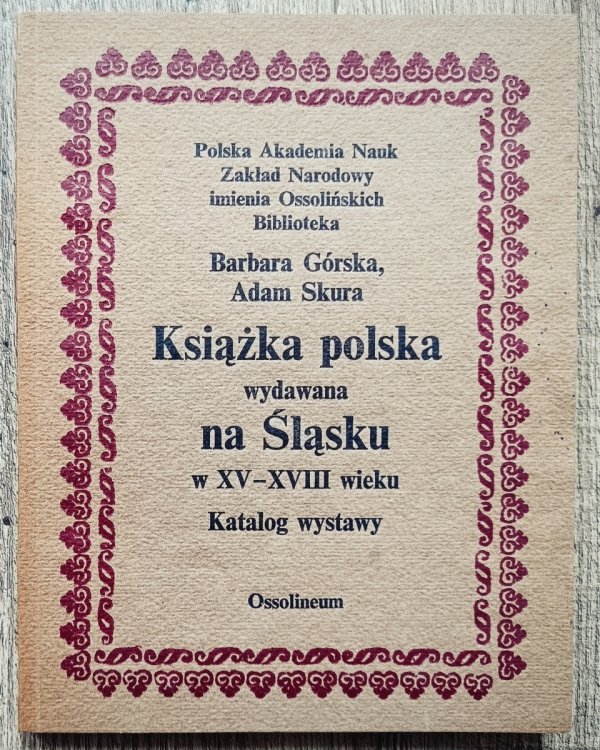 Polska Akademia Nauk
Zakład Narodowy
imienia Ossolińskich
Biblioteka
Barbara Górska,
Adam Skura
Książka polska
wydawana
na Śląsku
w XV–XVIII wieku
Katalog wystawy
Ossolineum